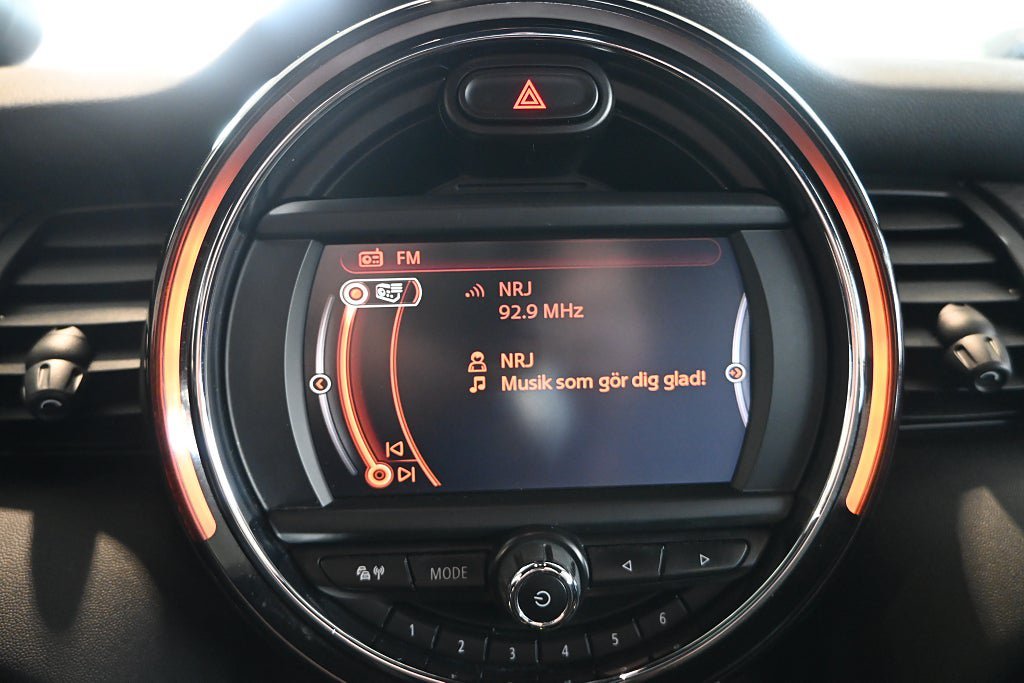 FM
NRJ
92.9 MHz
NRJ
Musik som gör dig glad!
MODE
1 2 3 4 5 6